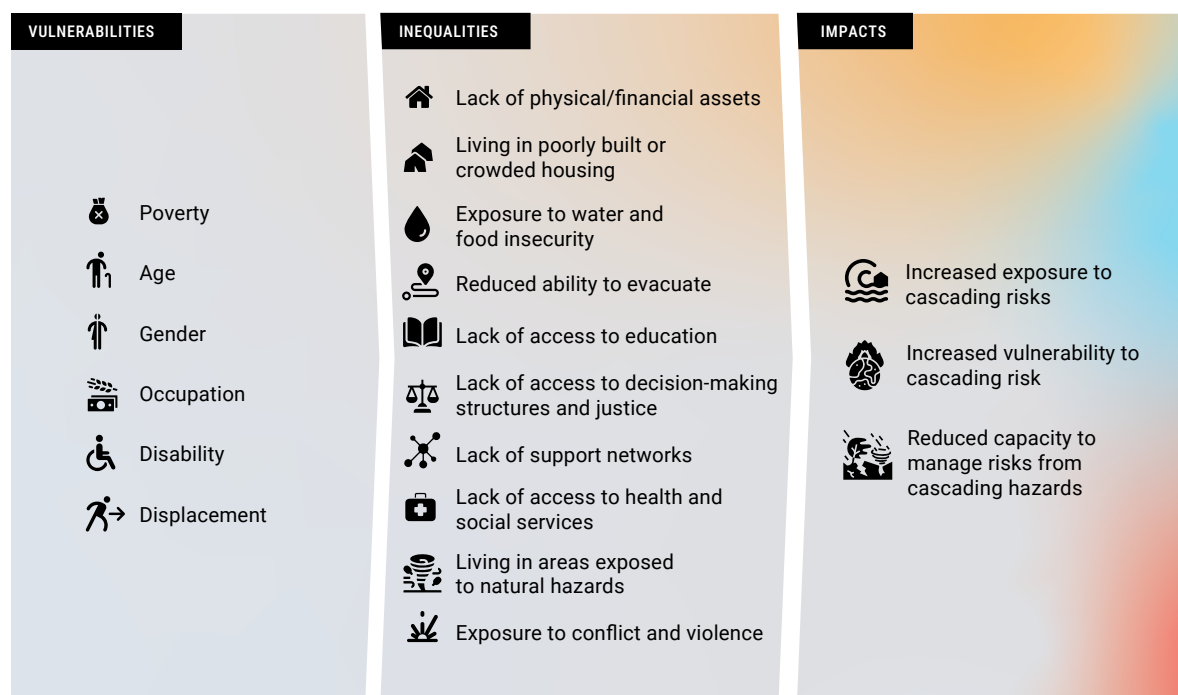 VULNERABILITIES
Poverty
Age
Gender
Occupation
Disability
Displacement
INEQUALITIES
Lack of physical/financial assets
Living in poorly built or
crowded housing
Exposure to water and
food insecurity
Reduced ability to evacuate
Lack of access to education
Lack of access to decision-making
structures and justice
Lack of support networks
Lack of access to health and
social services
Living in areas exposed
to natural hazards
Exposure to conflict and violence
IMPACTS
Increased exposure to
cascading risks
Increased vulnerability to
cascading risk
Reduced capacity to
manage risks from
cascading hazards